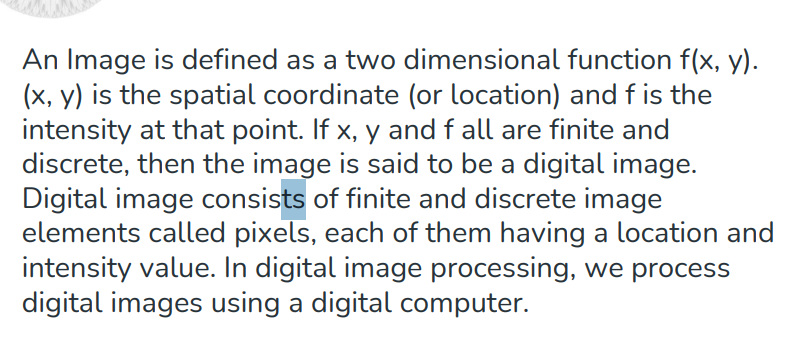 An Image is defined as a two dimensional function f(x, y).
(x, y) is the spatial coordinate (or location) and f is the
intensity at that point. If x, y and f all are finite and
discrete, then the image is said to be a digital image.
Digital image consists of finite and discrete image
elements called pixels, each of them having a location and
intensity value. In digital image processing, we process
digital images using a digital computer.